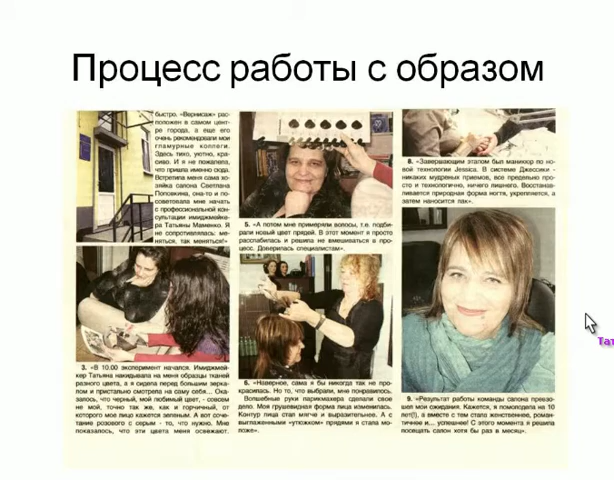 Процесс работы с образом
быстро. «Вернисаж» рас-
положен в самом цент-
ре города, а еще его
очень рекомендовали мои
гламурные коллеги.
Здесь тихо, уютно, кра-
сиво. И я не пожалела,
что пришла именно сюда.
Встретила меня сама хо-
зяйка салона Светлана
Поповкина, она-то и по-
советовала мне начать
с профессиональной кон-
сультации имиджмейке-
ра Татьяны Маменко. Я
не сопротивлялась: ме-
няться, так меняться!»
3. «В 10.00 эксперимент начался. Имиджмей-
кер Татьяна накидывала на меня образцы тканей
разного цвета, а я сидела перед большим зерка-
лом и пристально смотрела на саму себя... Ока-
залось, что черный, мой любимый цвет, - совсем
не мой, точно так же, как и горчичный, от
которого мое лицо кажется зеленым. А вот соче-
тание розового с серым - то, что нужно. Мне
показалось, что эти цвета меня освежают.
5. «А потом мне примеряли волосы, т.е. подби-
рали новый цвет прядей. В этот момент я просто
расслабилась и решила не вмешиваться в про-
цесс. Доверилась специалистам».
6. «Наверное, сама я бы никогда так не про-
красилась. Но то, что выбрали, мне понравилось.
Волшебные руки парикмахера сделали свое
дело. Моя грушевидная форма лица изменилась.
Контур лица стал мягче и выразительнее. А с
выглаженными «утюжком» прядями я стала мо-
ложе».
8. «Завершающим этапом был маникюр по но-
вой технологии Jessica. В системе Джессики -
никаких мудреных приемов, все предельно про-
сто и технологично, ничего лишнего. Восстанав-
ливается природная форма ногтя, укрепляется, а
затем наносится лак».
9. «Результат работы команды салона превзо-
шел мои ожидания. Кажется, я помолодела на 10
лет(!), а вместе с тем стала женственнее, роман-
тичнее и... успешнее! С этого момента я решила
посещать салон хотя бы раз в месяц».
Тат